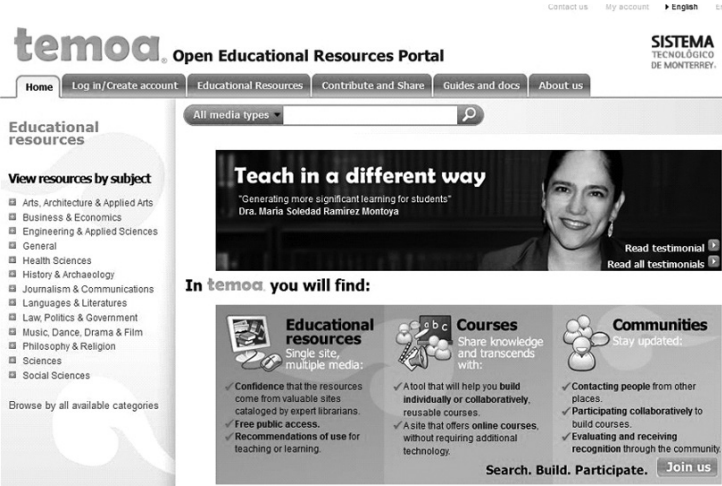 Contact us My account English
temoa® Open Educational Resources Portal
SISTEMA
TECNOLÓGICO
DE MONTERREY®
Home Log in/Create account Educational Resources Contribute and Share Guides and docs About us
All media types
Educational
resources
View resources by subject
Arts, Architecture & Applied Arts
Business & Economics
Engineering & Applied Sciences
General
Health Sciences
History & Archaeology
Journalism & Communications
Languages & Literatures
Law, Politics & Government
Music, Dance, Drama & Film
Philosophy & Religion
Sciences
Social Sciences
Browse by all available categories
Teach in a different way
"Generating more significant learning for students"
Dra. María Soledad Ramírez Montoya
Read testimonial
Read all testimonials
In temoa you will find:
Educational
resources
Single site,
multiple media:
Confidence that the resources
come from valuable sites
cataloged by expert librarians.
Free public access.
Recommendations of use for
teaching or learning.
abc
Courses
Share knowledge
and transcends
with:
A tool that will help you build
individually or collaboratively,
reusable courses.
A site that offers online courses,
without requiring additional
technology.
Communities
Stay updated:
Contacting people from other
places.
Participating collaboratively to
build courses.
Evaluating and receiving
recognition through the community.
Search. Build. Participate. Join us